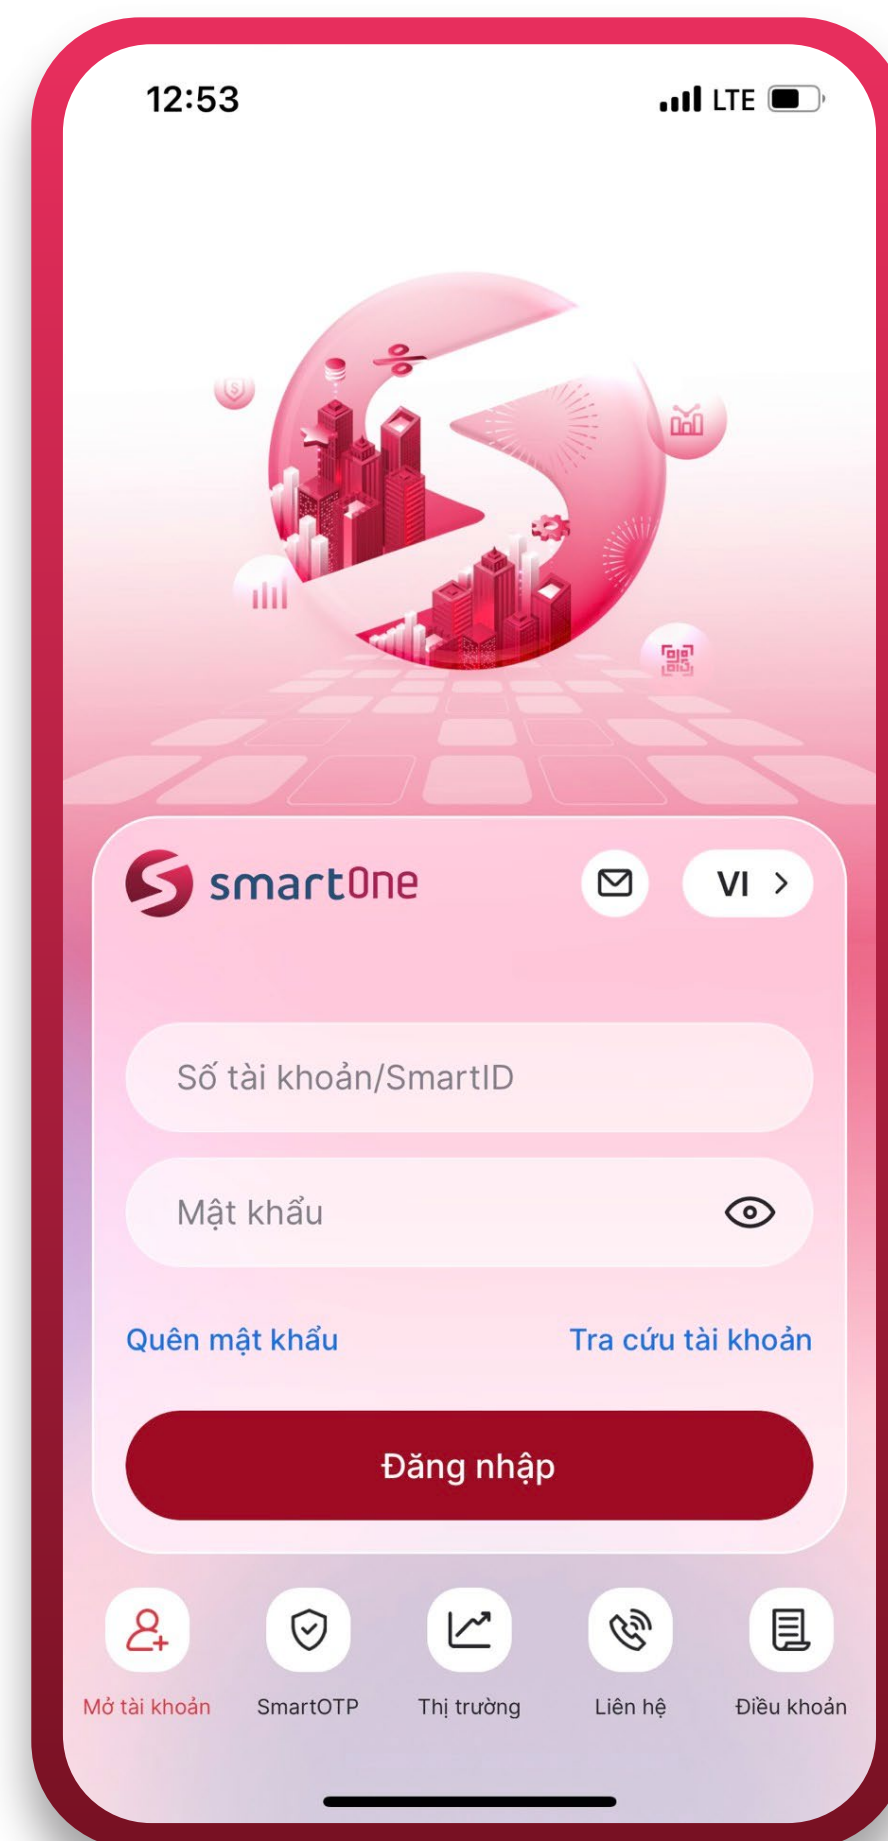 12:53
LTE
smartOne
VI
Số tài khoản/SmartID
Mật khẩu
Quên mật khẩu
Tra cứu tài khoản
Đăng nhập
Mở tài khoản
SmartOTP
Thị trường
Liên hệ
Điều khoản